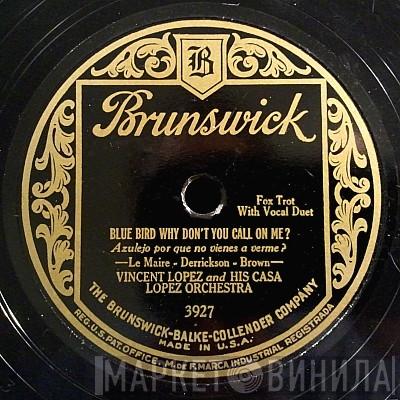 B
Brunswick
Fox Trot
With Vocal Duet
BLUE BIRD WHY DON'T YOU CALL ON ME?
Azulejo por que no vienes a verme?
—Le Maire - Derrickson - Brown—
VINCENT LOPEZ and HIS CASA
LOPEZ ORCHESTRA
3927
THE BRUNSWICK-BALKE-COLLENDER COMPANY
MADE IN U.S.A.
REG. U.S. PAT. OFFICE. M. DE F. MARCA INDUSTRIAL REGISTRADA
МАРКЕТ ВИНИЛА